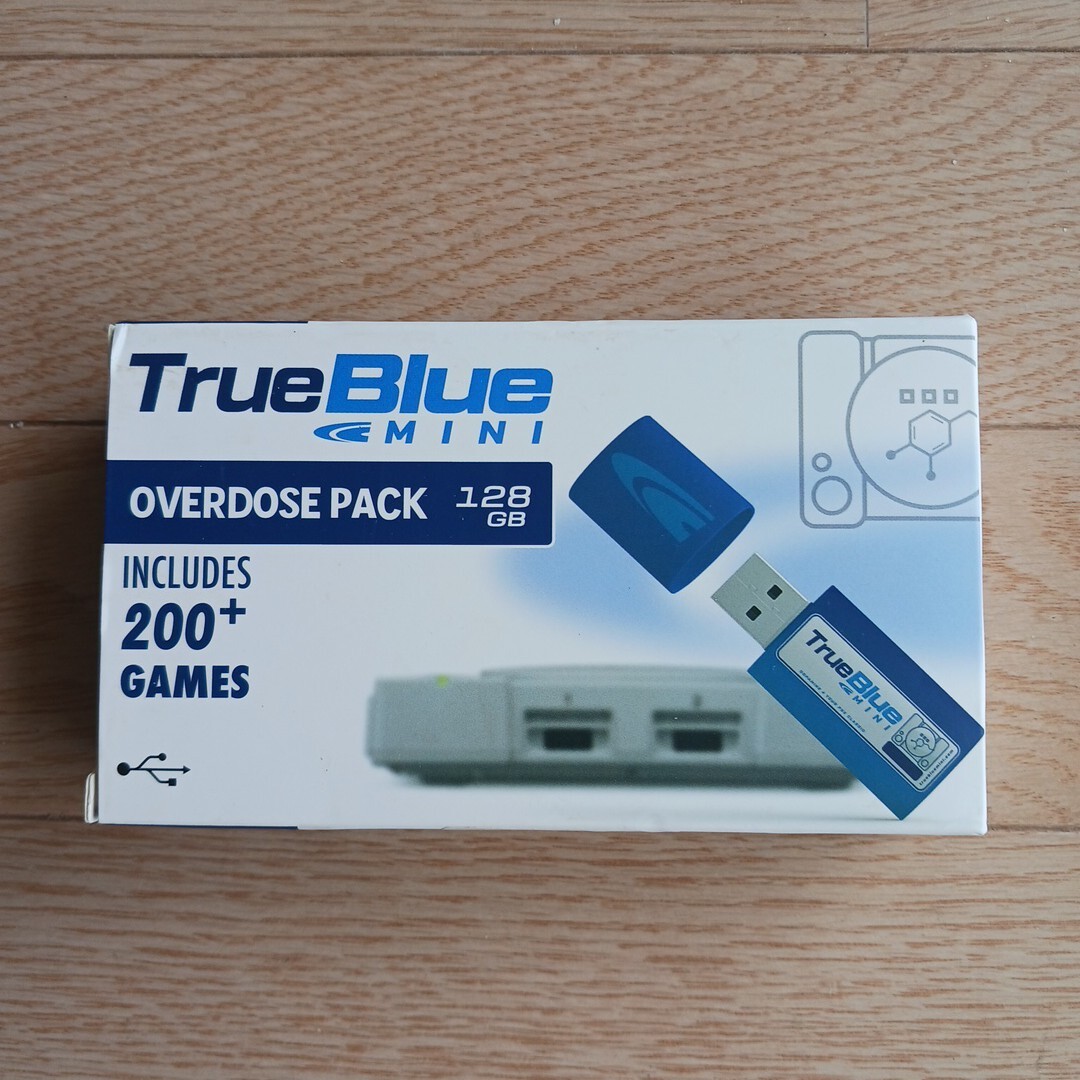 TrueBlue
MINI
OVERDOSE PACK 128 GB
INCLUDES
200+
GAMES
TrueBlue
MINI